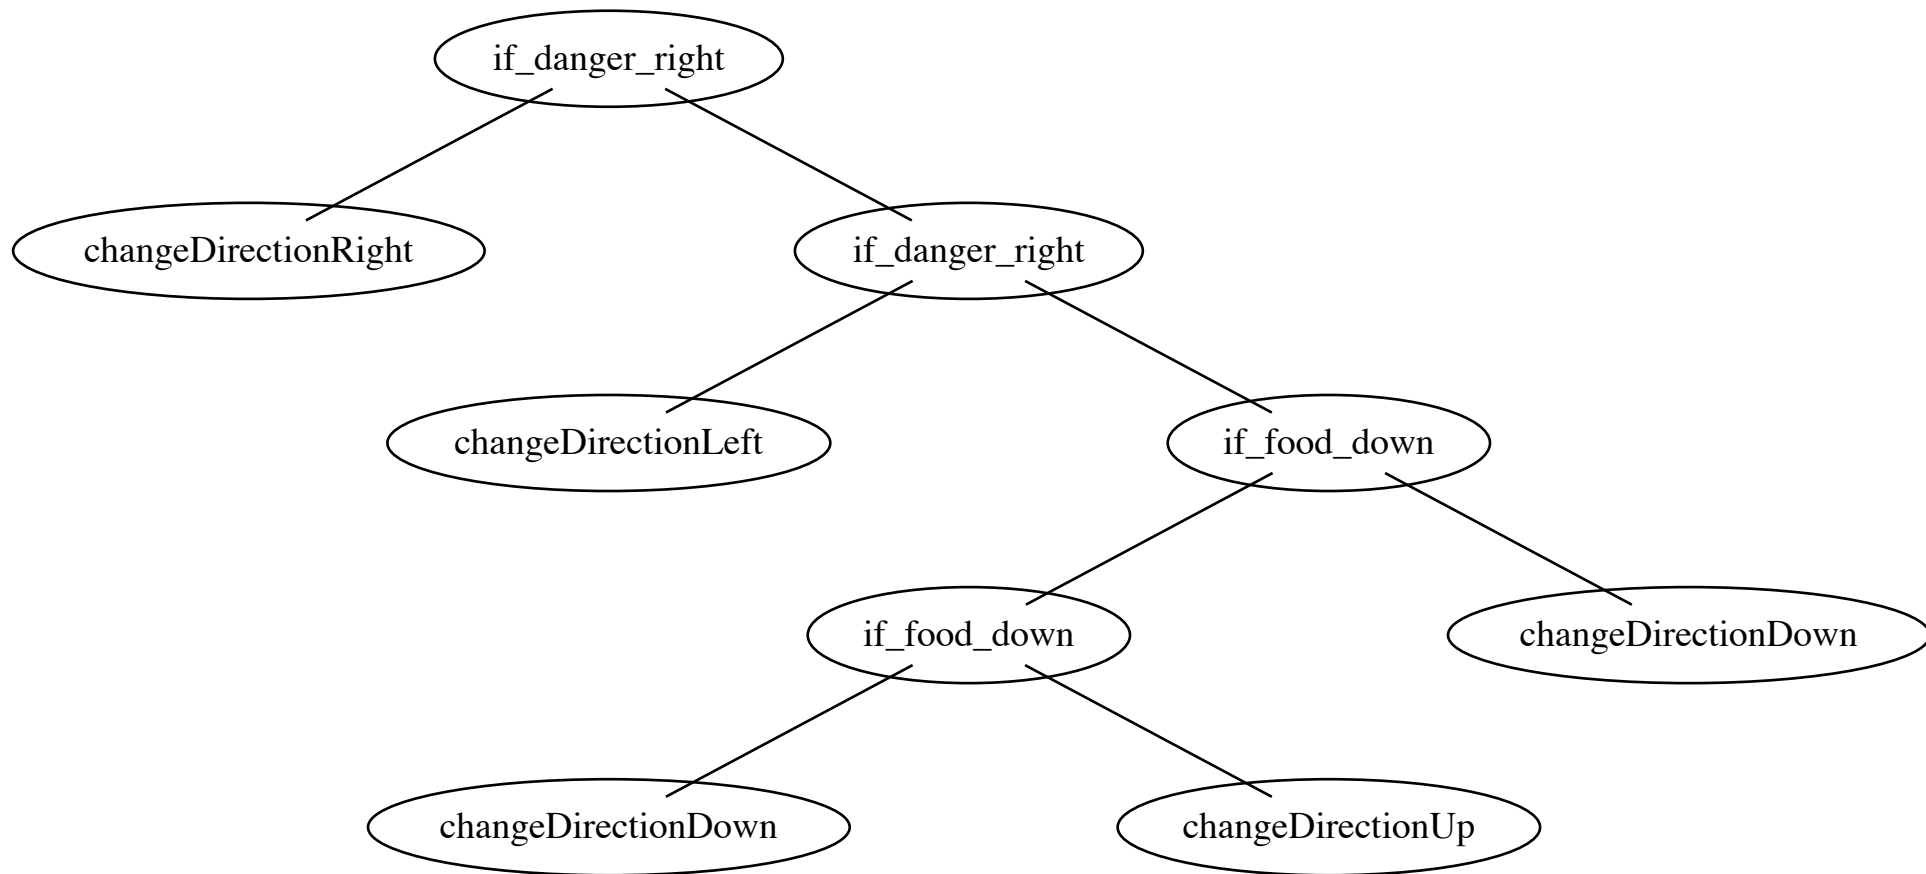 if_danger_right
changeDirectionRight
if_danger_right
changeDirectionLeft
if_food_down
if_food_down
changeDirectionDown
changeDirectionDown
changeDirectionUp